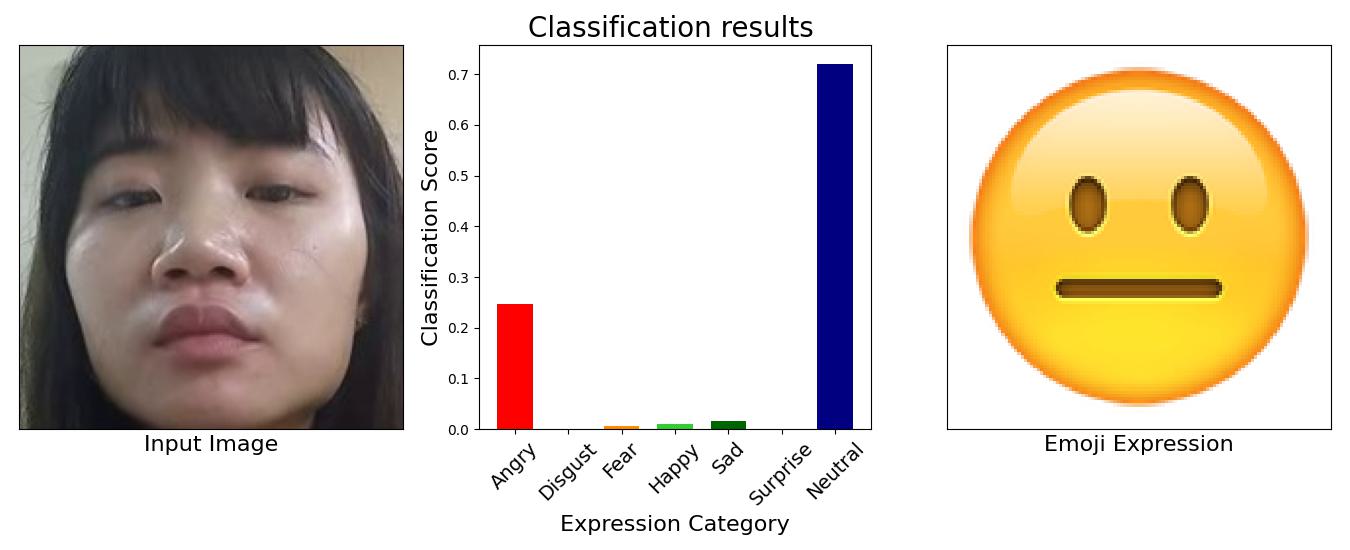 Classification results
Classification Score
0.7
0.6
0.5
0.4
0.3
0.2
0.1
0.0
Angry
Disgust
Fear
Happy
Sad
Surprise
Neutral
Expression Category
Input Image
Emoji Expression